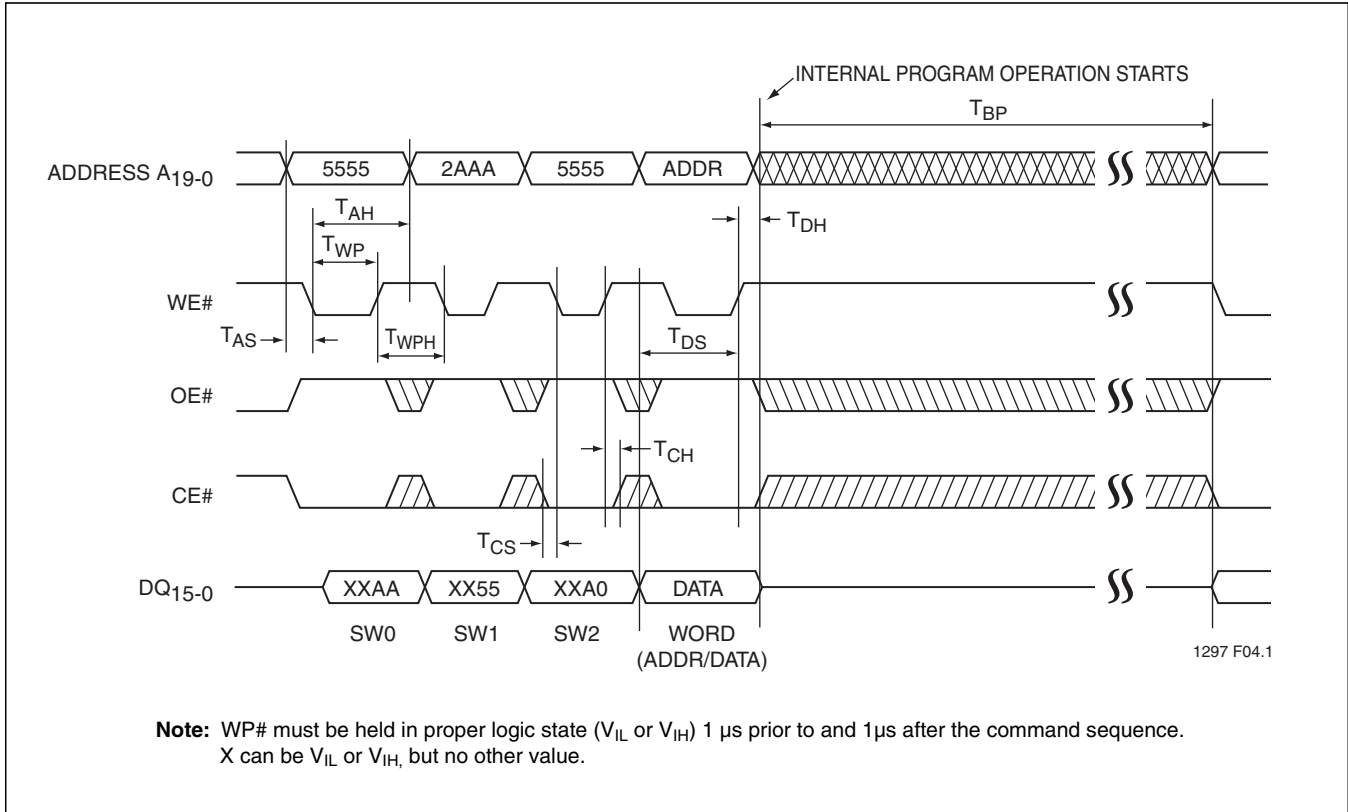 INTERNAL PROGRAM OPERATION STARTS
TBP
ADDRESS A19-0 5555 2AAA 5555 ADDR
TAH
TDH
TWP
WE#
TAS
TWPH
TDS
OE#
TCH
CE#
TCS
DQ15-0 XXAA XX55 XXA0 DATA
SW0 SW1 SW2 WORD
(ADDR/DATA)
1297 F04.1
Note: WP# must be held in proper logic state (VIL or VIH) 1 µs prior to and 1µs after the command sequence.
X can be VIL or VIH, but no other value.